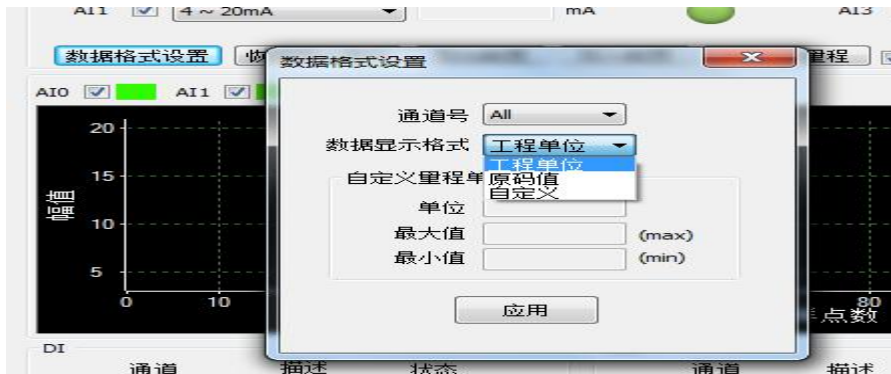 AI1 4 ~ 20mA mA AI3
数据格式设置 恢 量程
数据格式设置
AI0 AI1
通道号 All
数据显示格式 工程单位
工程单位
原码值
自定义
自定义量程单
单位
最大值 (max)
最小值 (min)
应用
20
15
10
5
幅值
0 10 80
点数
DI
通道 描述 状态 通道 描述